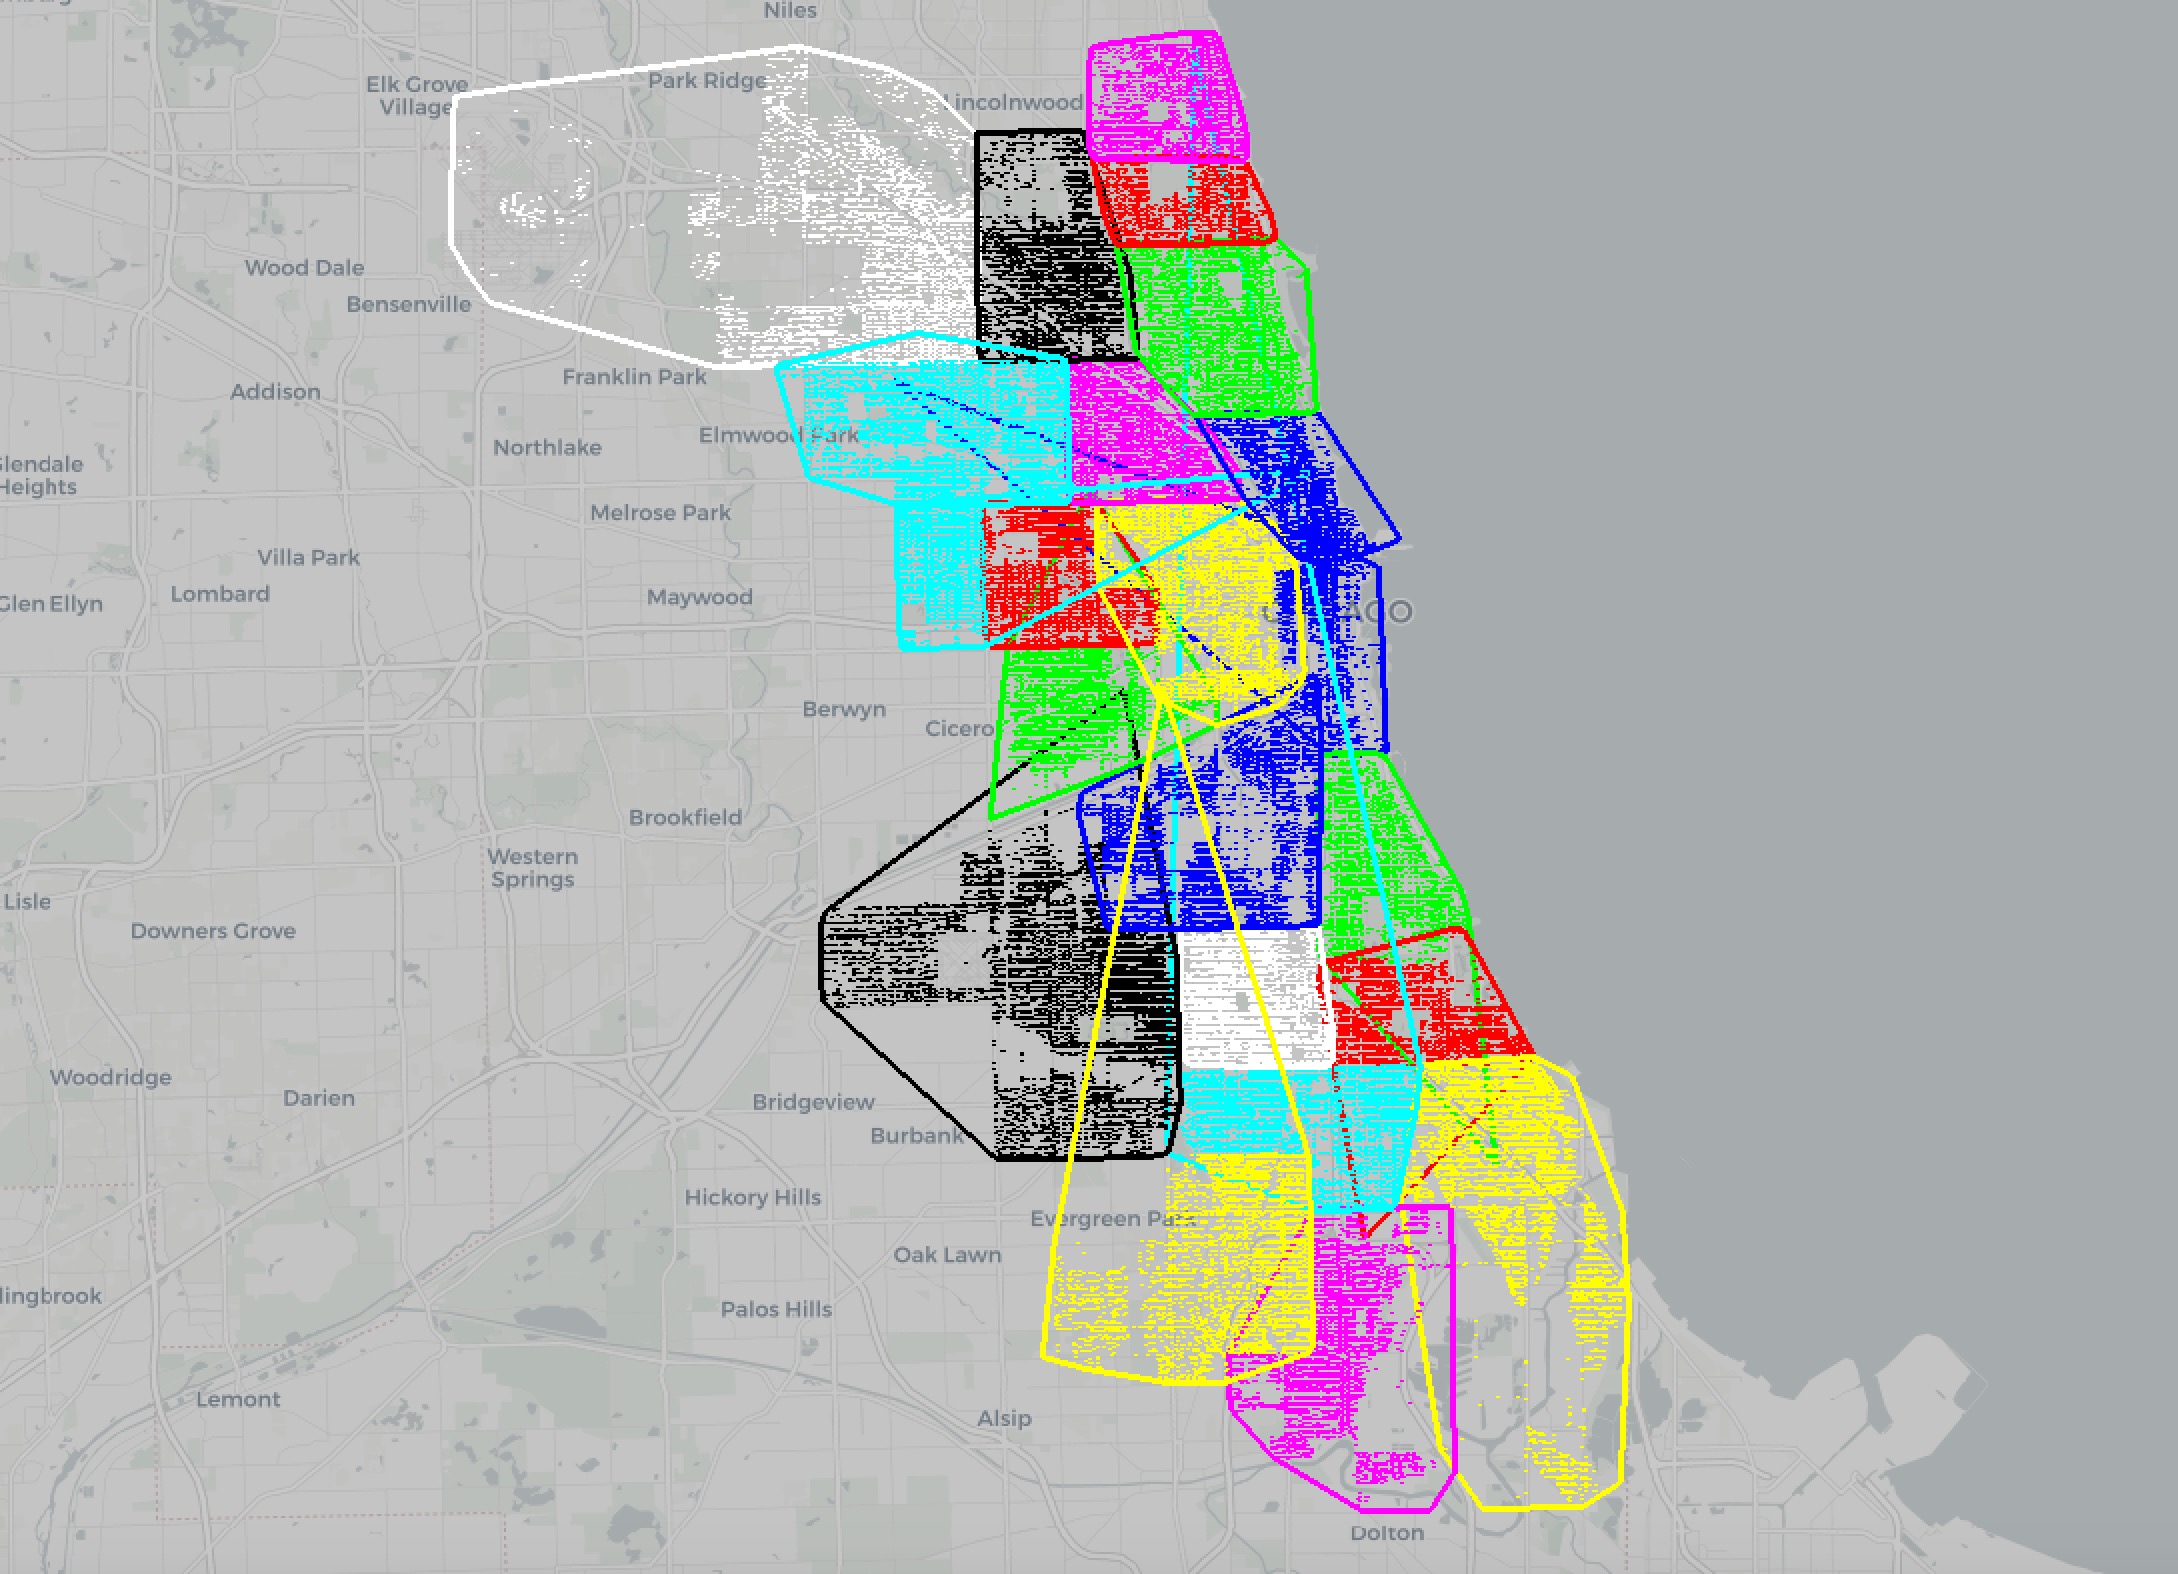 Niles
Elk Grove
Village
Park Ridge
Lincolnwood
Wood Dale
Bensenville
Franklin Park
Addison
Elmwood Park
Northlake
Glendale
Heights
Melrose Park
Villa Park
Lombard
Glen Ellyn
Maywood
Berwyn
Cicero
Brookfield
Western
Springs
Lisle
Downers Grove
Woodridge
Darien
Bridgeview
Burbank
Hickory Hills
Evergreen Park
Oak Lawn
lingbrook
Palos Hills
Lemont
Alsip
Dolton